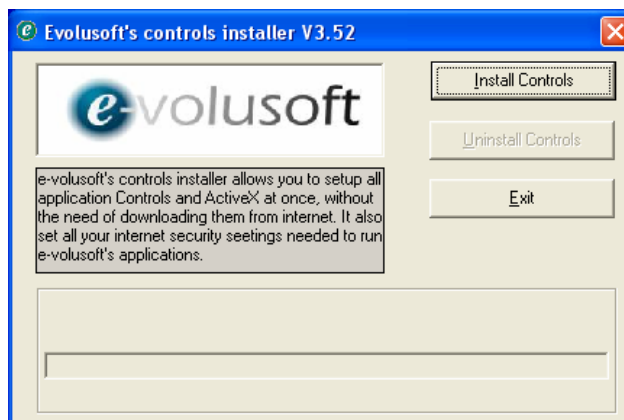 Evolusoft's controls installer V3.52
e-volusoft
Install Controls
Uninstall Controls
Exit
e-volusoft's controls installer allows you to setup all
application Controls and ActiveX at once, without
the need of downloading them from internet. It also
set all your internet security seetings needed to run
e-volusoft's applications.